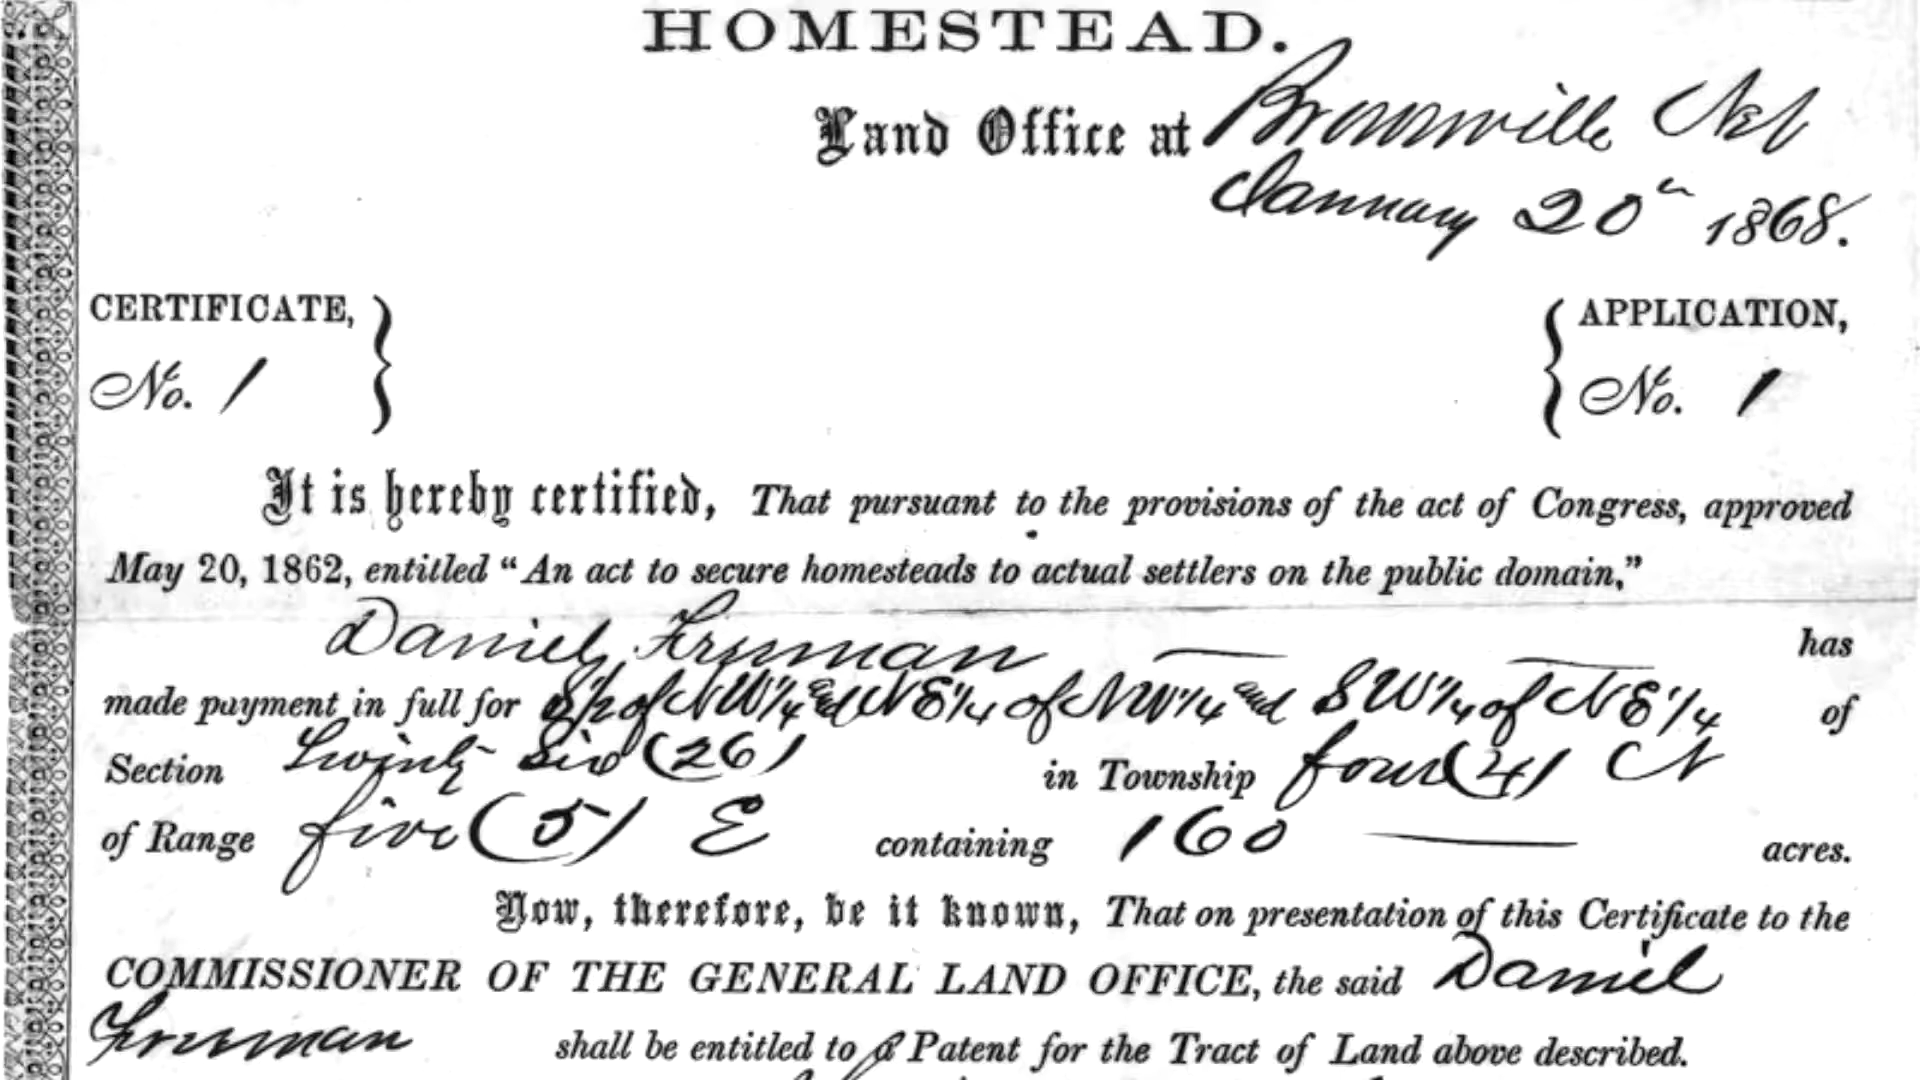 HOMESTEAD.
Land Office at Brownville Neb
January 20th 1868.
CERTIFICATE,
No. 1
APPLICATION,
No. 1
It is hereby certified, That pursuant to the provisions of the act of Congress, approved
May 20, 1862, entitled “An act to secure homesteads to actual settlers on the public domain,”
Daniel Freeman has
made payment in full for S½ of NW¼ and NE¼ of NW¼ and SW¼ of NE¼ of
Section Twenty Six (26) in Township four (4) N
of Range five (5) E containing 160 acres.
Now, therefore, be it known, That on presentation of this Certificate to the
COMMISSIONER OF THE GENERAL LAND OFFICE, the said Daniel
Freeman shall be entitled to a Patent for the Tract of Land above described.